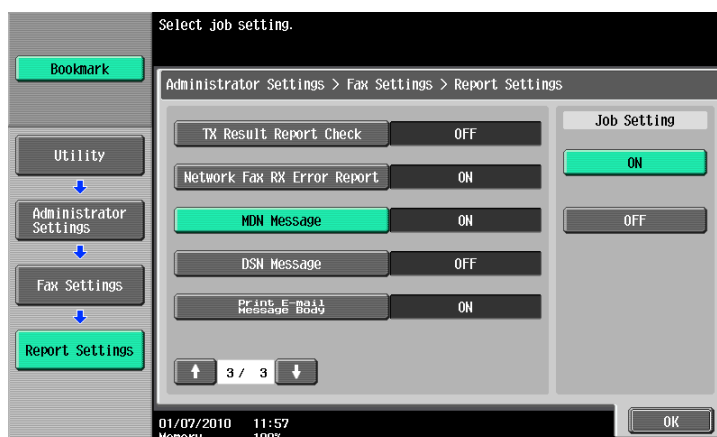 Select job setting.
Bookmark
Administrator Settings > Fax Settings > Report Settings
Utility
Administrator
Settings
Fax Settings
Report Settings
TX Result Report Check OFF
Network Fax RX Error Report ON
MDN Message ON
DSN Message OFF
Print E-mail
Message Body ON
↑ 3/ 3 ↓
Job Setting
ON
OFF
01/07/2010 11:57
Memory 100%
OK